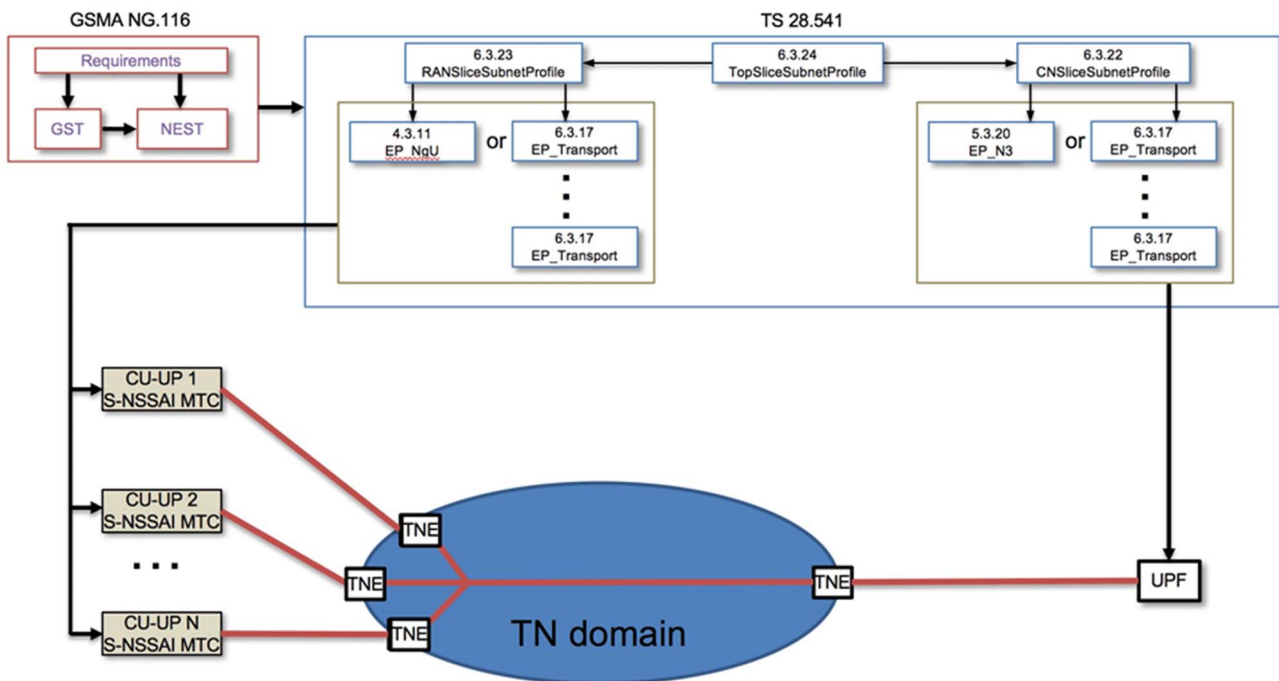 GSMA NG.116
TS 28.541
Requirements
GST
NEST
6.3.23
RANSliceSubnetProfile
6.3.24
TopSliceSubnetProfile
6.3.22
CNSliceSubnetProfile
4.3.11
EP_NgU
or
6.3.17
EP_Transport
5.3.20
EP_N3
or
6.3.17
EP_Transport
6.3.17
EP_Transport
6.3.17
EP_Transport
CU-UP 1
S-NSSAI MTC
CU-UP 2
S-NSSAI MTC
...
CU-UP N
S-NSSAI MTC
TNE
TNE
TNE
TNE
UPF
TN domain